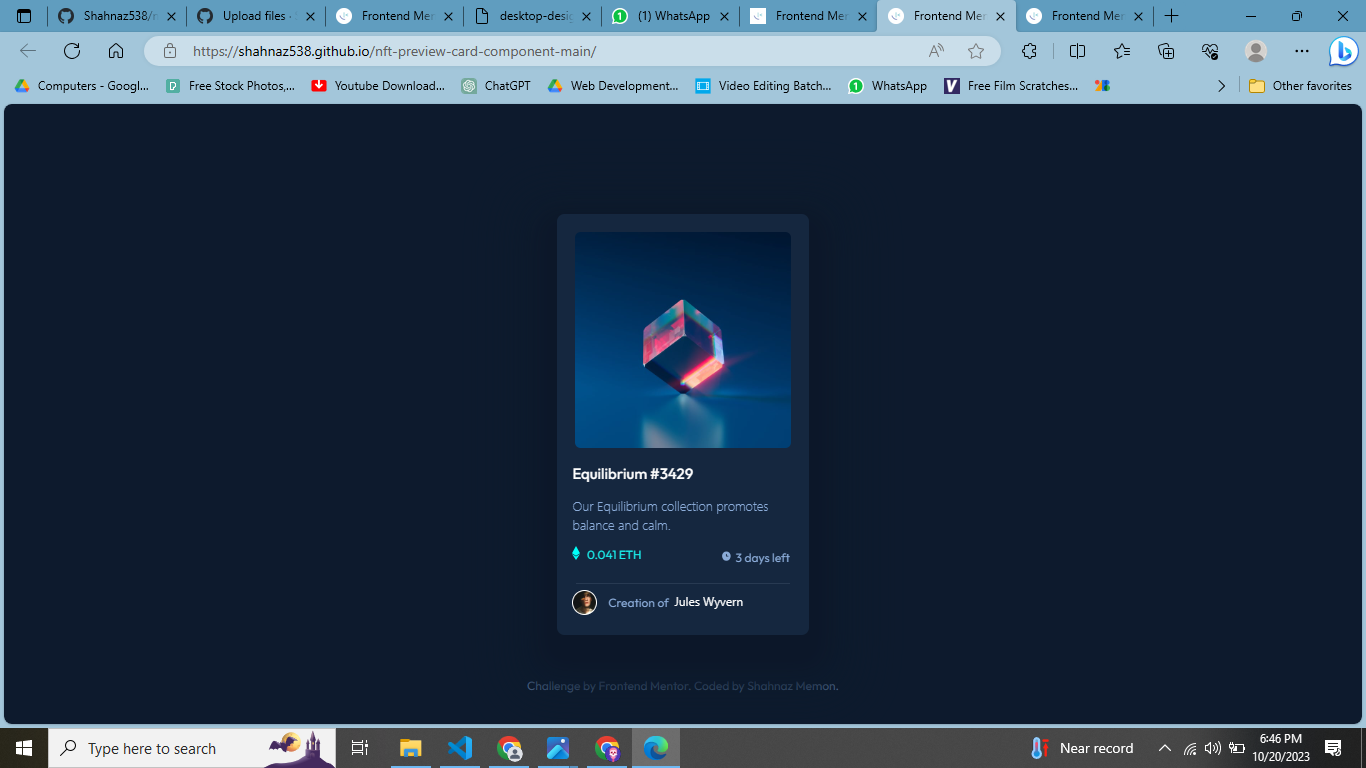 Shahnaz538/n
Upload files ·
Frontend Mer
desktop-desig
(1) WhatsApp
Frontend Mer
Frontend Mer
Frontend Mer
https://shahnaz538.github.io/nft-preview-card-component-main/
Computers - Googl...
Free Stock Photos,...
Youtube Download...
ChatGPT
Web Development...
Video Editing Batch...
1 WhatsApp
Free Film Scratches...
Other favorites
Equilibrium #3429
Our Equilibrium collection promotes
balance and calm.
0.041 ETH
3 days left
Creation of Jules Wyvern
Challenge by Frontend Mentor. Coded by Shahnaz Memon.
Type here to search
Near record
6:46 PM
10/20/2023